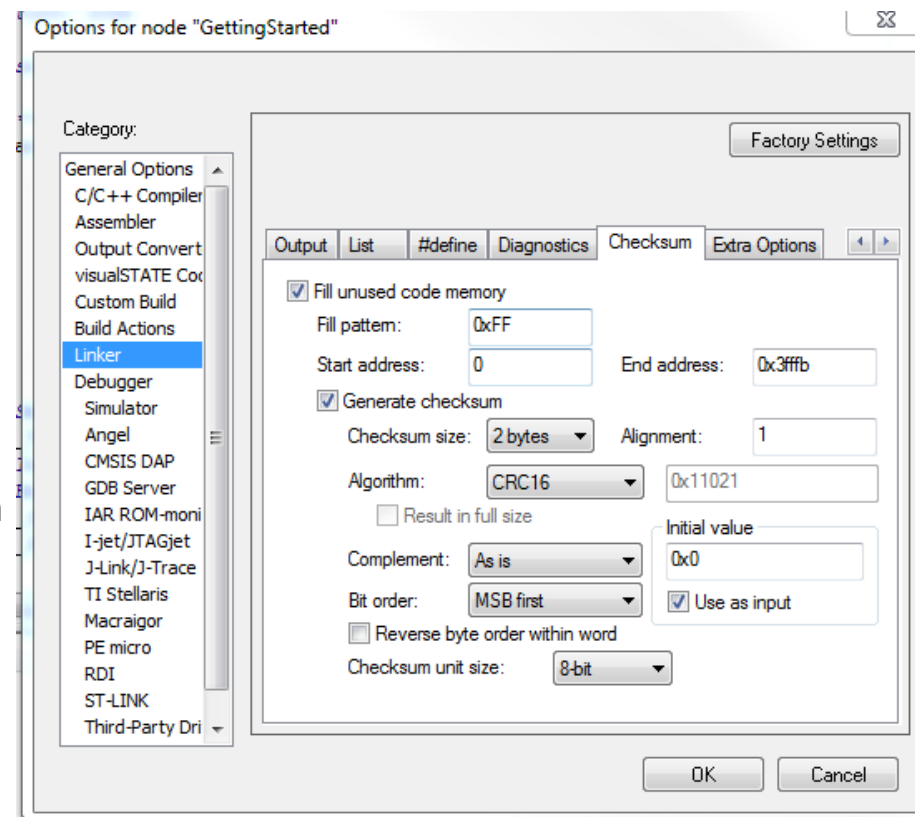 Options for node "GettingStarted"
Category:
Factory Settings
General Options
C/C++ Compiler
Assembler
Output Convert
visualSTATE Coc
Custom Build
Build Actions
Linker
Debugger
Simulator
Angel
CMSIS DAP
GDB Server
IAR ROM-moni
I-jet/JTAGjet
J-Link/J-Trace
TI Stellaris
Macraigor
PE micro
RDI
ST-LINK
Third-Party Dri
Output List #define Diagnostics Checksum Extra Options
Fill unused code memory
Fill pattern: 0xFF
Start address: 0 End address: 0x3fffb
Generate checksum
Checksum size: 2 bytes Alignment: 1
Algorithm: CRC16 0x11021
Result in full size
Initial value
Complement: As is 0x0
Bit order: MSB first Use as input
Reverse byte order within word
Checksum unit size: 8-bit
OK Cancel